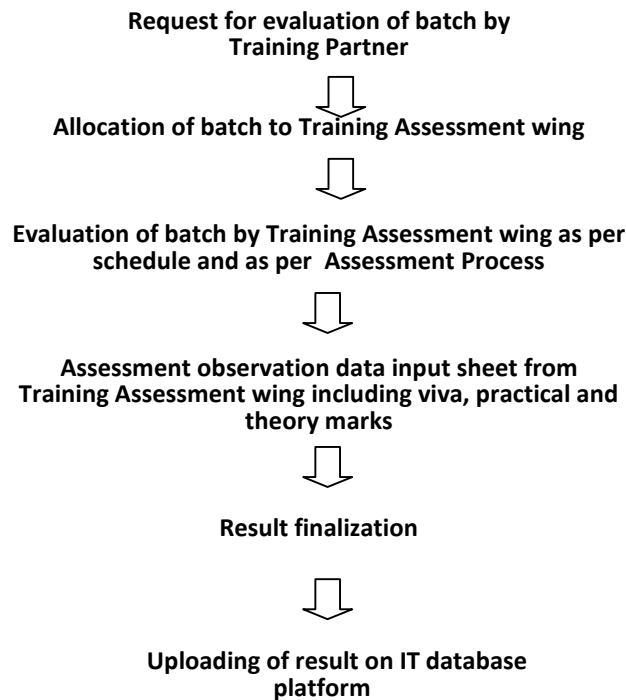 Request for evaluation of batch by
Training Partner
Allocation of batch to Training Assessment wing
Evaluation of batch by Training Assessment wing as per
schedule and as per Assessment Process
Assessment observation data input sheet from
Training Assessment wing including viva, practical and
theory marks
Result finalization
Uploading of result on IT database
platform